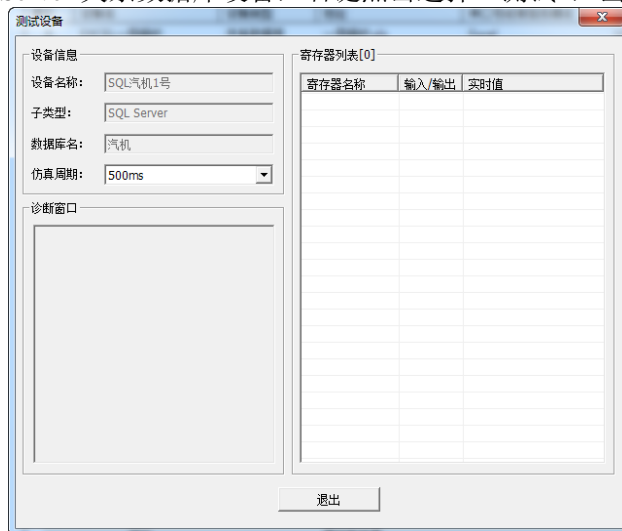 测试设备
设备信息
设备名称: SQL汽机1号
子类型: SQL Server
数据库名: 汽机
仿真周期: 500ms
诊断窗口
寄存器列表[0]
寄存器名称 输入/输出 实时值
退出